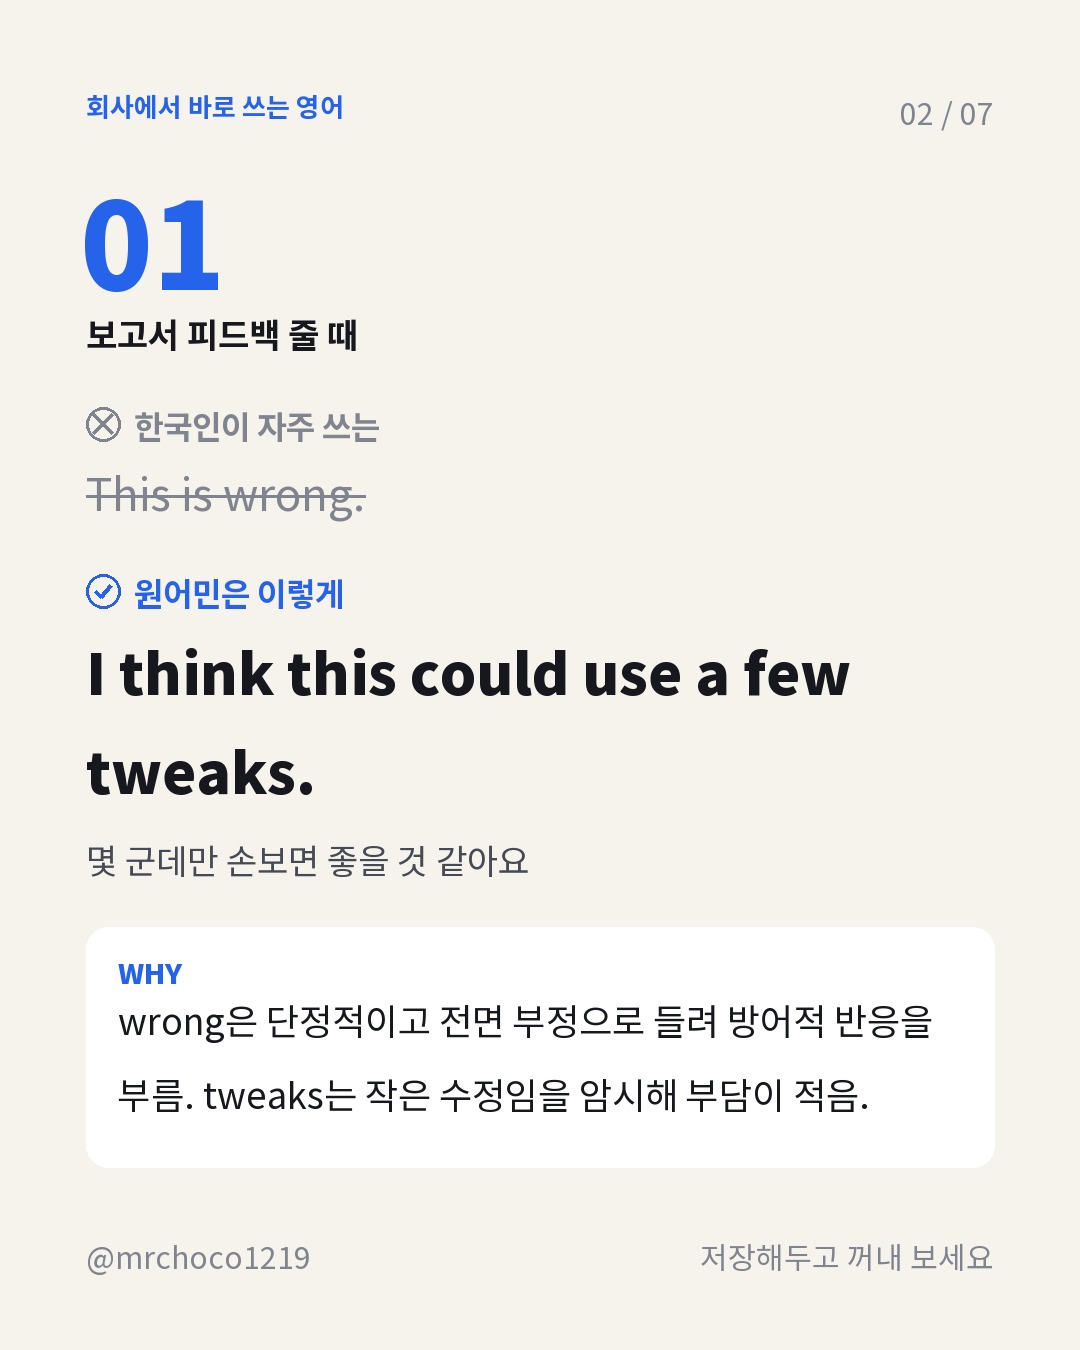 회사에서 바로 쓰는 영어
02 / 07
01
보고서 피드백 줄 때
한국인이 자주 쓰는
This is wrong.
원어민은 이렇게
I think this could use a few
tweaks.
몇 군데만 손보면 좋을 것 같아요
WHY
wrong은 단정적이고 전면 부정으로 들려 방어적 반응을
부름. tweaks는 작은 수정임을 암시해 부담이 적음.
@mrchoco1219
저장해두고 꺼내 보세요